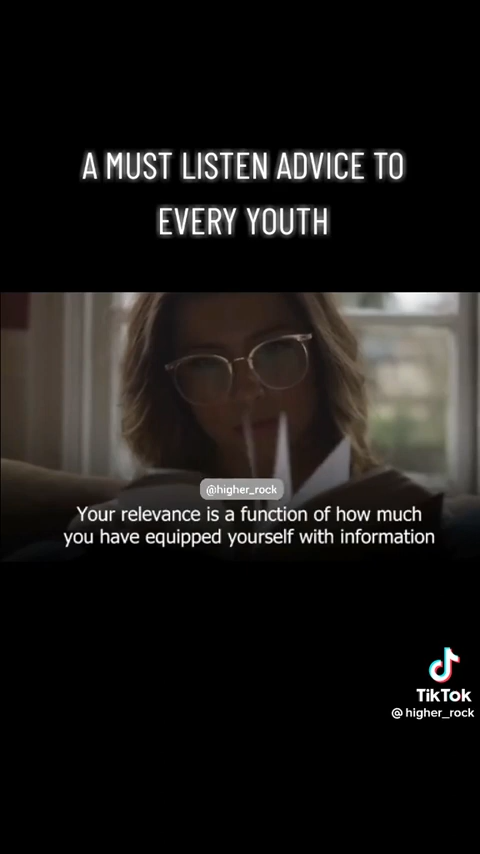 A MUST LISTEN ADVICE TO
EVERY YOUTH
@higher_rock
Your relevance is a function of how much
you have equipped yourself with information
TikTok
@higher_rock